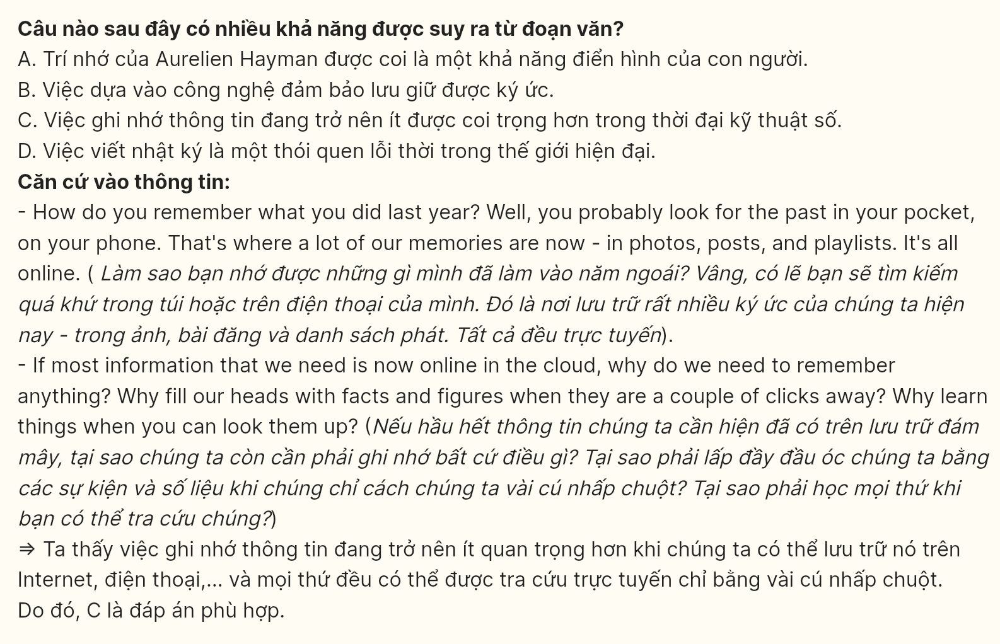 Câu nào sau đây có nhiều khả năng được suy ra từ đoạn văn?
A. Trí nhớ của Aurelien Hayman được coi là một khả năng điển hình của con người.
B. Việc dựa vào công nghệ đảm bảo lưu giữ được ký ức.
C. Việc ghi nhớ thông tin đang trở nên ít được coi trọng hơn trong thời đại kỹ thuật số.
D. Việc viết nhật ký là một thói quen lỗi thời trong thế giới hiện đại.
Căn cứ vào thông tin:
- How do you remember what you did last year? Well, you probably look for the past in your pocket,
on your phone. That's where a lot of our memories are now - in photos, posts, and playlists. It's all
online. ( Làm sao bạn nhớ được những gì mình đã làm vào năm ngoái? Vâng, có lẽ bạn sẽ tìm kiếm
quá khứ trong túi hoặc trên điện thoại của mình. Đó là nơi lưu trữ rất nhiều ký ức của chúng ta hiện
nay - trong ảnh, bài đăng và danh sách phát. Tất cả đều trực tuyến).
- If most information that we need is now online in the cloud, why do we need to remember
anything? Why fill our heads with facts and figures when they are a couple of clicks away? Why learn
things when you can look them up? (Nếu hầu hết thông tin chúng ta cần hiện đã có trên lưu trữ đám
mây, tại sao chúng ta còn cần phải ghi nhớ bất cứ điều gì? Tại sao phải lấp đầy đầu óc chúng ta bằng
các sự kiện và số liệu khi chúng chỉ cách chúng ta vài cú nhấp chuột? Tại sao phải học mọi thứ khi
bạn có thể tra cứu chúng?)
⇒ Ta thấy việc ghi nhớ thông tin đang trở nên ít quan trọng hơn khi chúng ta có thể lưu trữ nó trên
Internet, điện thoại,... và mọi thứ đều có thể được tra cứu trực tuyến chỉ bằng vài cú nhấp chuột.
Do đó, C là đáp án phù hợp.